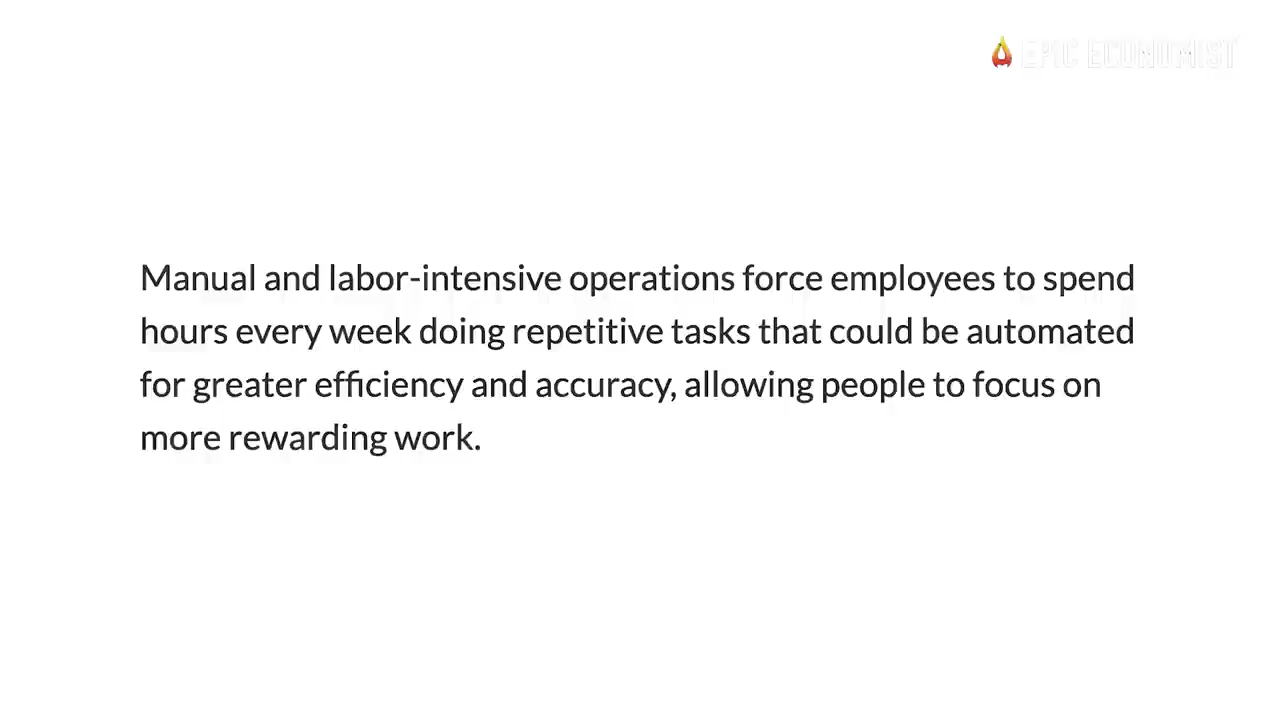 EPIC ECONOMIST
Manual and labor-intensive operations force employees to spend
hours every week doing repetitive tasks that could be automated
for greater efficiency and accuracy, allowing people to focus on
more rewarding work.